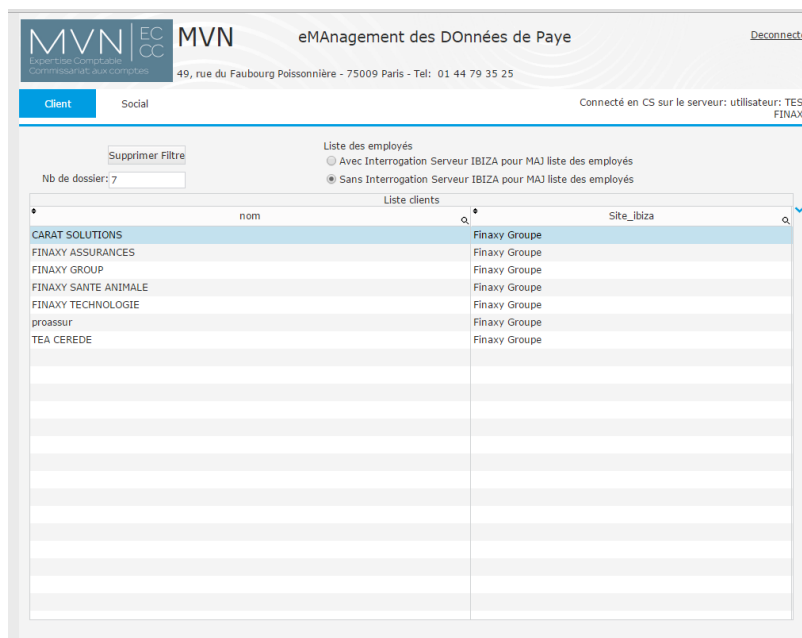 MVN EC CC
Expertise Comptable
Commissariat aux comptes
MVN eMAnagement des DOnnées de Paye
49, rue du Faubourg Poissonnière - 75009 Paris - Tel: 01 44 79 35 25
Deconnect
Client Social
Connecté en CS sur le serveur: utilisateur: TES
FINAX
Supprimer Filtre
Nb de dossier: 7
Liste des employés
Avec Interrogation Serveur IBIZA pour MAJ liste des employés
Sans Interrogation Serveur IBIZA pour MAJ liste des employés
Liste clients
nom Site_ibiza
CARAT SOLUTIONS Finaxy Groupe
FINAXY ASSURANCES Finaxy Groupe
FINAXY GROUP Finaxy Groupe
FINAXY SANTE ANIMALE Finaxy Groupe
FINAXY TECHNOLOGIE Finaxy Groupe
proassur Finaxy Groupe
TEA CEREDE Finaxy Groupe